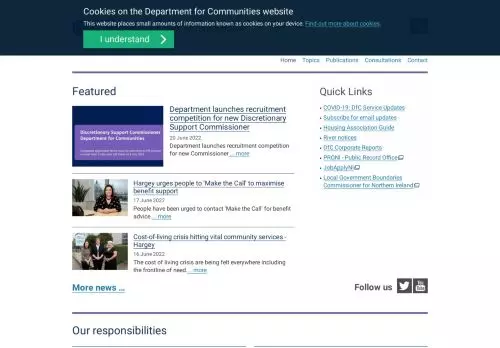 Cookies on the Department for Communities website
This website places small amounts of information known as cookies on your device. Find out more about cookies.
I understand
Home Topics Publications Consultations Contact
Featured
Discretionary Support Commissioner
Department for Communities
Department launches recruitment
competition for new Discretionary
Support Commissioner
20 June 2022
Department launches recruitment
competition for new Commissioner ... more
Hargey urges people to 'Make the Call' to maximise
benefit support
17 June 2022
People have been urged to contact 'Make the Call' for benefit
advice ... more
Cost-of-living crisis hitting vital community services -
Hargey
16 June 2022
The cost of living crisis are being felt everywhere including
the frontline of need ... more
More news ...
Quick Links
COVID-19: DfC Service Updates
Subscribe for email updates
Housing Association Guide
River notices
DfC Corporate Reports
PRONI - Public Record Office
JobApplyNI
Local Government Boundaries
Commissioner for Northern Ireland
Follow us
You
Tube
Our responsibilities